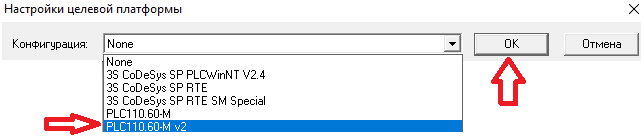 Настройки целевой платформы
Конфигурация: None OK Отмена
None
3S CoDeSys SP PLCWinNT V2.4
3S CoDeSys SP RTE
3S CoDeSys SP RTE SM Special
PLC110.60-M
PLC110.60-M v2